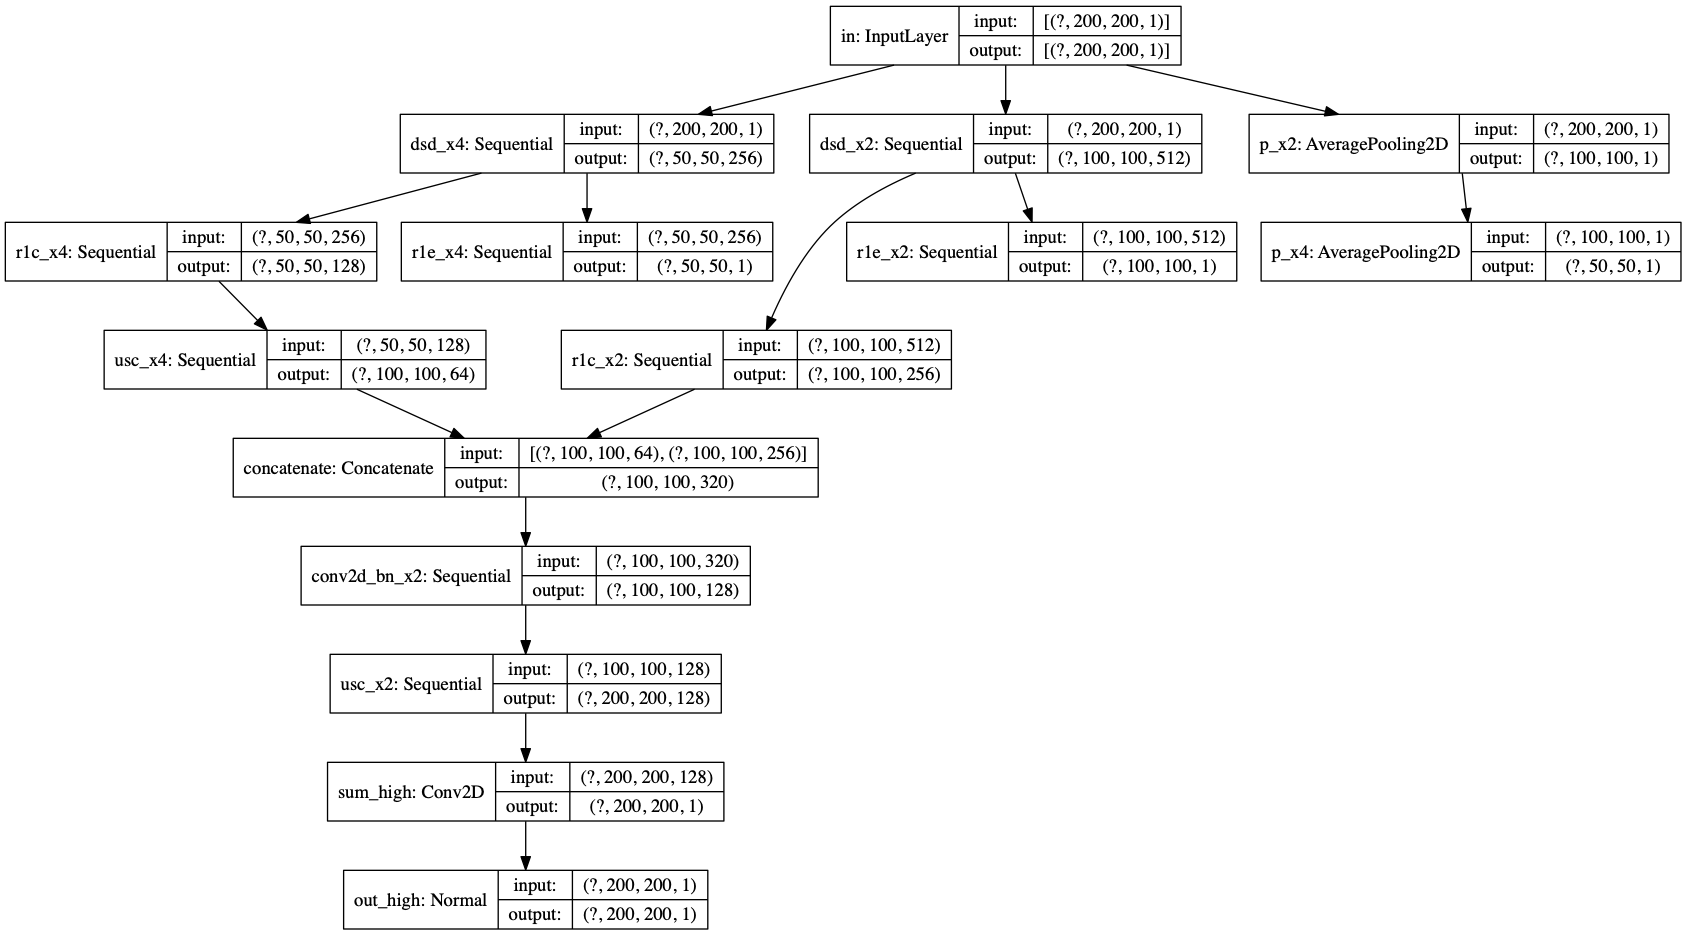 in: InputLayer
input: [(?, 200, 200, 1)]
output: [(?, 200, 200, 1)]
dsd_x4: Sequential
input: (?, 200, 200, 1)
output: (?, 50, 50, 256)
dsd_x2: Sequential
input: (?, 200, 200, 1)
output: (?, 100, 100, 512)
p_x2: AveragePooling2D
input: (?, 200, 200, 1)
output: (?, 100, 100, 1)
r1c_x4: Sequential
input: (?, 50, 50, 256)
output: (?, 50, 50, 128)
r1e_x4: Sequential
input: (?, 50, 50, 256)
output: (?, 50, 50, 1)
r1e_x2: Sequential
input: (?, 100, 100, 512)
output: (?, 100, 100, 1)
p_x4: AveragePooling2D
input: (?, 100, 100, 1)
output: (?, 50, 50, 1)
usc_x4: Sequential
input: (?, 50, 50, 128)
output: (?, 100, 100, 64)
r1c_x2: Sequential
input: (?, 100, 100, 512)
output: (?, 100, 100, 256)
concatenate: Concatenate
input: [(?, 100, 100, 64), (?, 100, 100, 256)]
output: (?, 100, 100, 320)
conv2d_bn_x2: Sequential
input: (?, 100, 100, 320)
output: (?, 100, 100, 128)
usc_x2: Sequential
input: (?, 100, 100, 128)
output: (?, 200, 200, 128)
sum_high: Conv2D
input: (?, 200, 200, 128)
output: (?, 200, 200, 1)
out_high: Normal
input: (?, 200, 200, 1)
output: (?, 200, 200, 1)